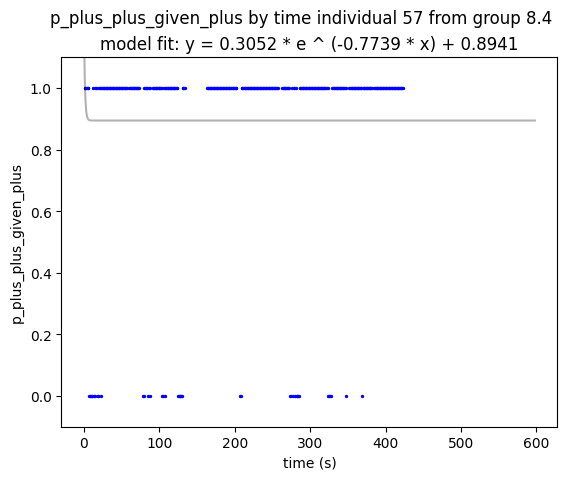 p_plus_plus_given_plus by time individual 57 from group 8.4
model fit: y = 0.3052 * e ^ (-0.7739 * x) + 0.8941
1.0
0.8
0.6
0.4
0.2
0.0
p_plus_plus_given_plus
0 100 200 300 400 500 600
time (s)